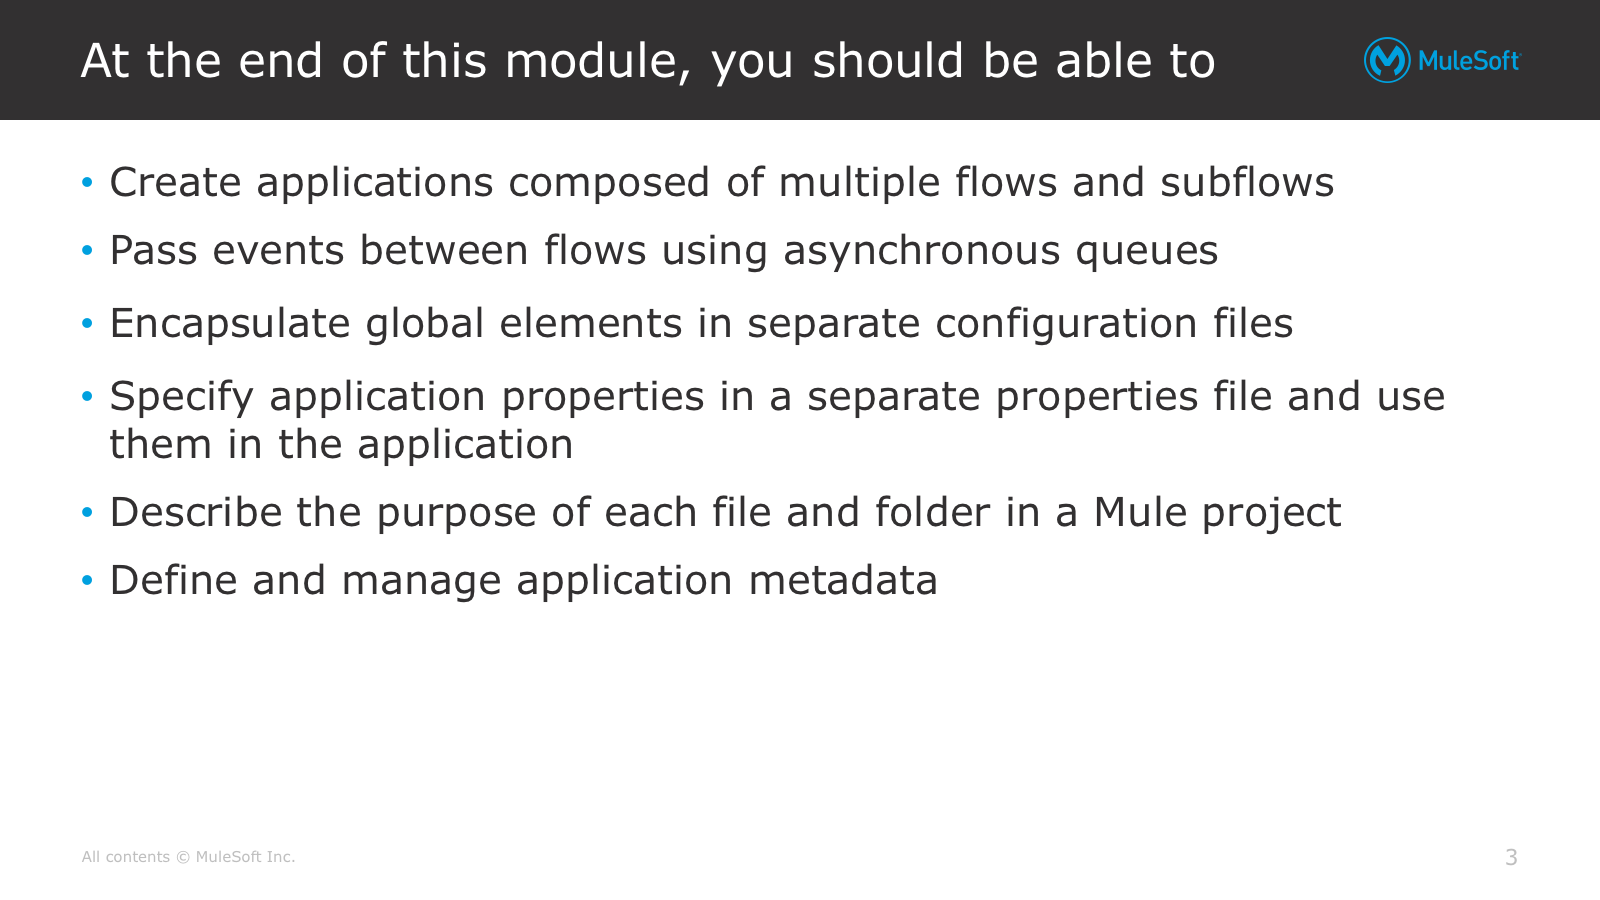 At the end of this module, you should be able to
MuleSoft
• Create applications composed of multiple flows and subflows
• Pass events between flows using asynchronous queues
• Encapsulate global elements in separate configuration files
• Specify application properties in a separate properties file and use
them in the application
• Describe the purpose of each file and folder in a Mule project
• Define and manage application metadata
All contents © MuleSoft Inc.
3